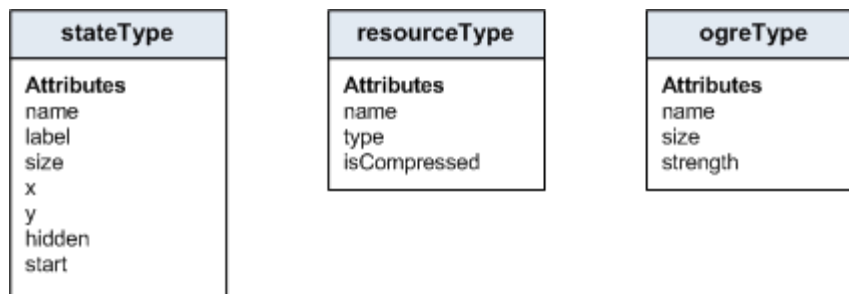 stateType
Attributes
name
label
size
x
y
hidden
start
resourceType
Attributes
name
type
isCompressed
ogreType
Attributes
name
size
strength